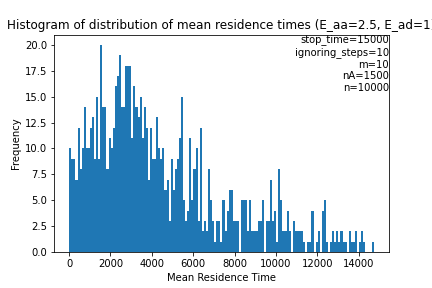 Histogram of distribution of mean residence times (E_aa=2.5, E_ad=1
stop_time=15000
ignoring_steps=10
m=10
nA=1500
n=10000
20.0
17.5
15.0
12.5
10.0
7.5
5.0
2.5
0.0
Frequency
0 2000 4000 6000 8000 10000 12000 14000
Mean Residence Time